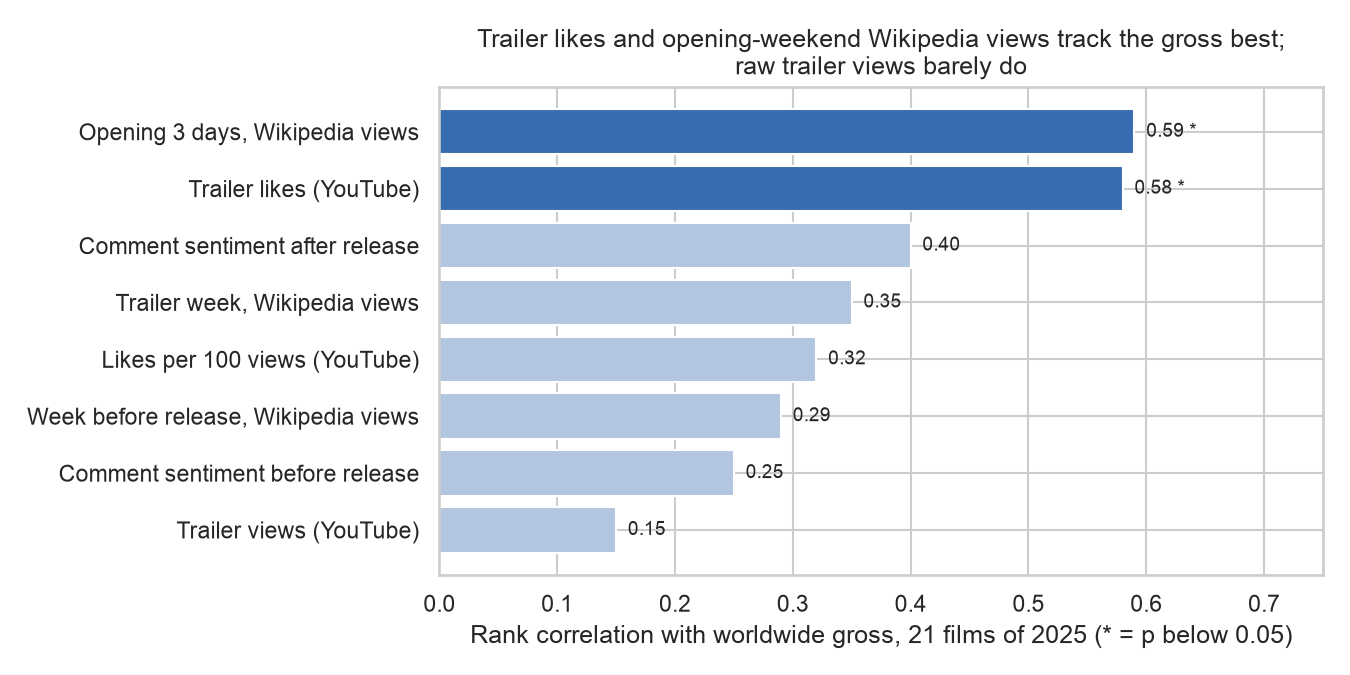 Trailer likes and opening-weekend Wikipedia views track the gross best;
raw trailer views barely do
Opening 3 days, Wikipedia views
0.59 *
Trailer likes (YouTube)
0.58 *
Comment sentiment after release
0.40
Trailer week, Wikipedia views
0.35
Likes per 100 views (YouTube)
0.32
Week before release, Wikipedia views
0.29
Comment sentiment before release
0.25
Trailer views (YouTube)
0.15
0.0 0.1 0.2 0.3 0.4 0.5 0.6 0.7
Rank correlation with worldwide gross, 21 films of 2025 (* = p below 0.05)